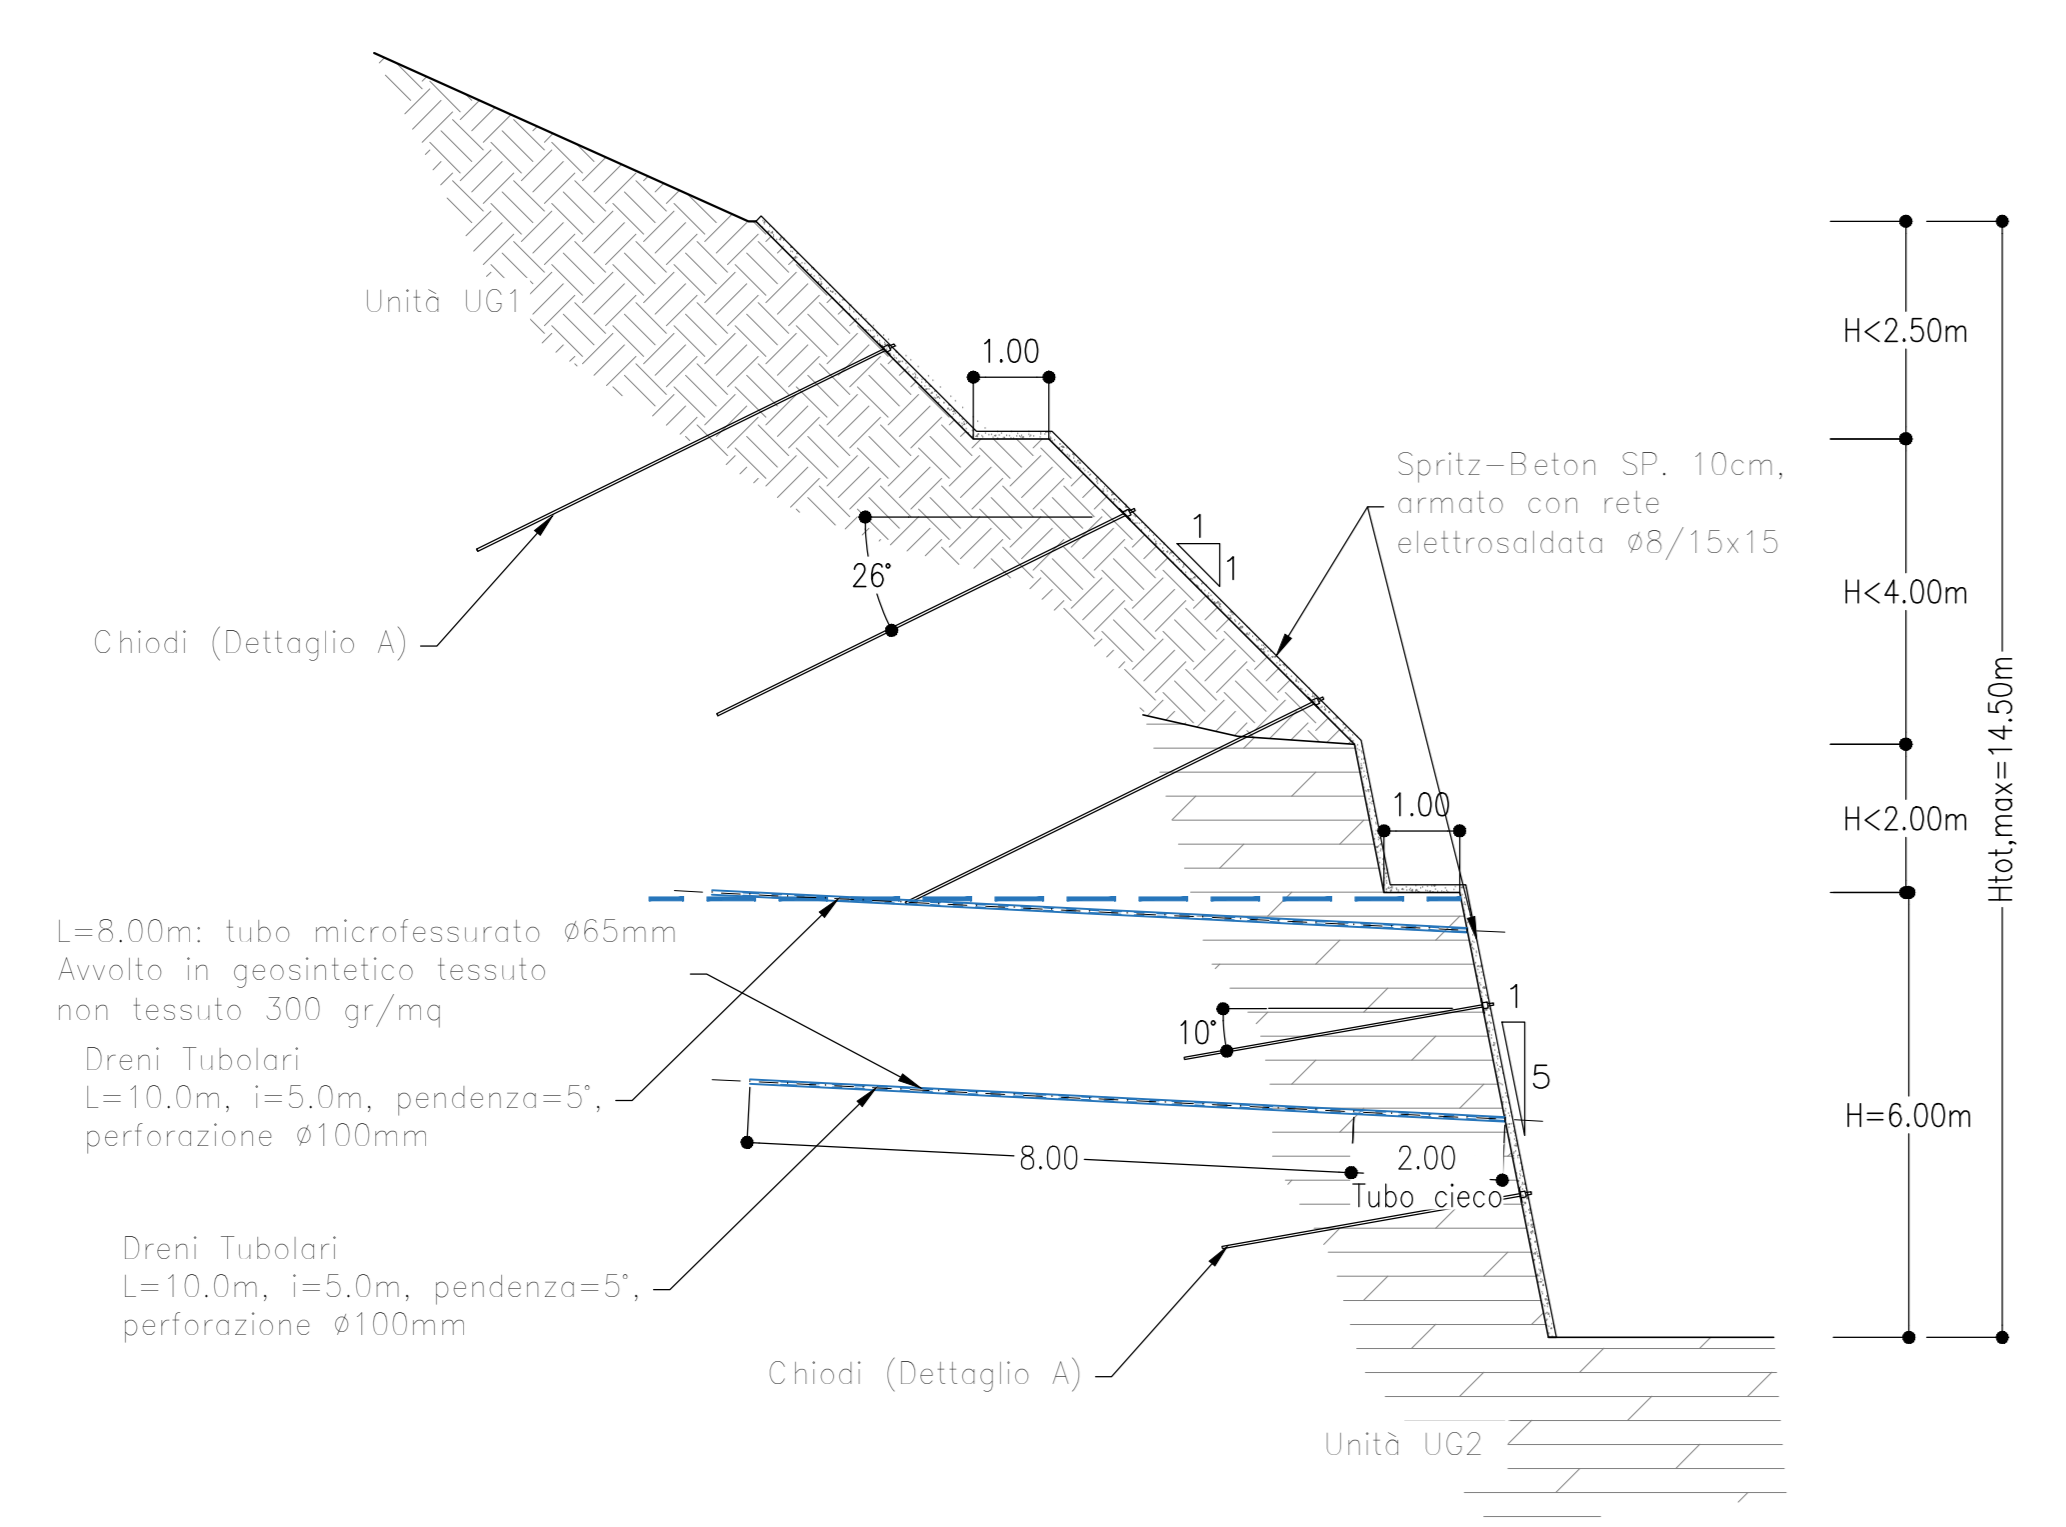 Unità UG1
1.00
H<2.50m
Spritz-Beton SP. 10cm,
armato con rete
elettrosaldata ø8/15x15
1
1
26°
H<4.00m
Chiodi (Dettaglio A)
Htot,max=14.50m
1.00
H<2.00m
L=8.00m: tubo microfessurato ø65mm
Avvolto in geosintetico tessuto
non tessuto 300 gr/mq
1
10°
5
Dreni Tubolari
L=10.0m, i=5.0m, pendenza=5°,
perforazione ø100mm
H=6.00m
8.00
2.00
Tubo cieco
Dreni Tubolari
L=10.0m, i=5.0m, pendenza=5°,
perforazione ø100mm
Chiodi (Dettaglio A)
Unità UG2